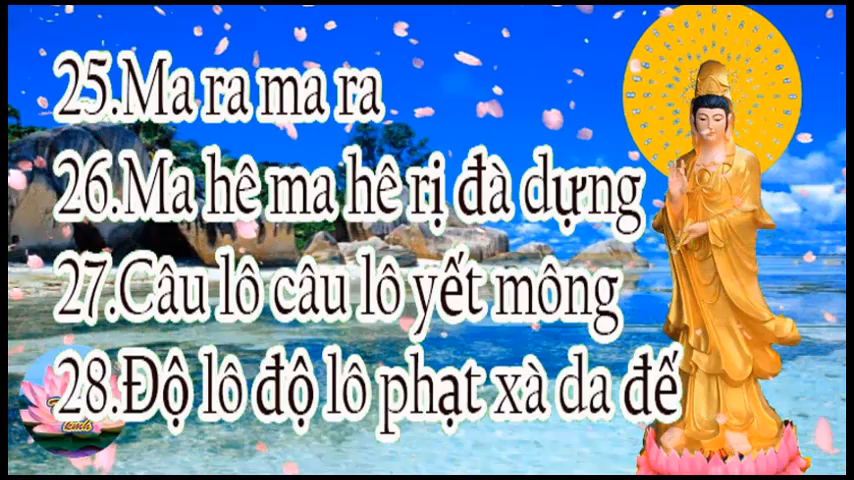 25.Ma ra ma ra
26.Ma hê ma hê rị đà dựng
27.Câu lô câu lô yết mông
28.Độ lô độ lô phạt xà da đế